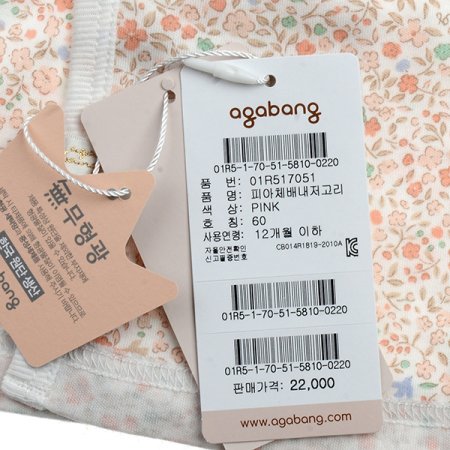 agabang
01R5-1-70-51-5810-0220
품 번: 01R517051
품 명: 피아체배내저고리
색 상: PINK
호 칭: 60
사용연령: 12개월 이하
자율안전확인
신고필증번호 CB014R1819-2010A
01R5-1-70-51-5810-0220
01R5-1-70-51-5810-0220
판매가격: 22,000
www.agabang.com
無무형광
agabang